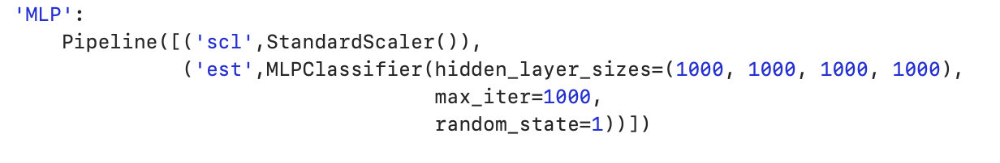 'MLP':
Pipeline([('scl',StandardScaler()),
('est',MLPClassifier(hidden_layer_sizes=(1000, 1000, 1000, 1000),
max_iter=1000,
random_state=1))])